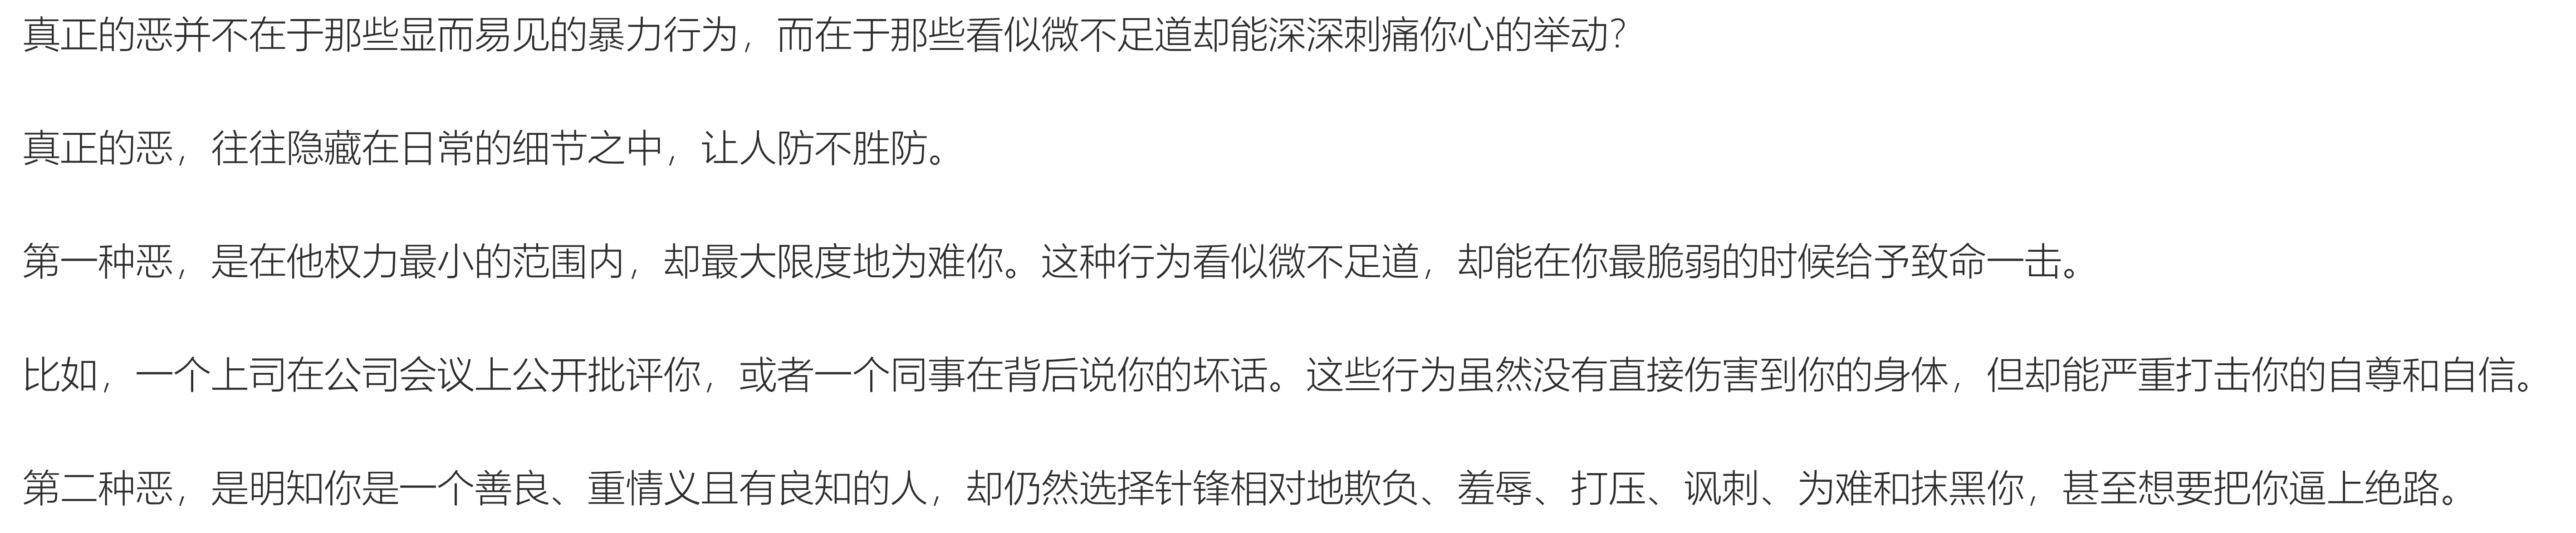 真正的恶并不在于那些显而易见的暴力行为，而在于那些看似微不足道却能深深刺痛你心的举动？
真正的恶，往往隐藏在日常的细节之中，让人防不胜防。
第一种恶，是在他权力最小的范围内，却最大限度地为难你。这种行为看似微不足道，却能在你最脆弱的时候给予致命一击。
比如，一个上司在公司会议上公开批评你，或者一个同事在背后说你的坏话。这些行为虽然没有直接伤害到你的身体，但却能严重打击你的自尊和自信。
第二种恶，是明知你是一个善良、重情义且有良知的人，却仍然选择针锋相对地欺负、羞辱、打压、讽刺、为难和抹黑你，甚至想要把你逼上绝路。